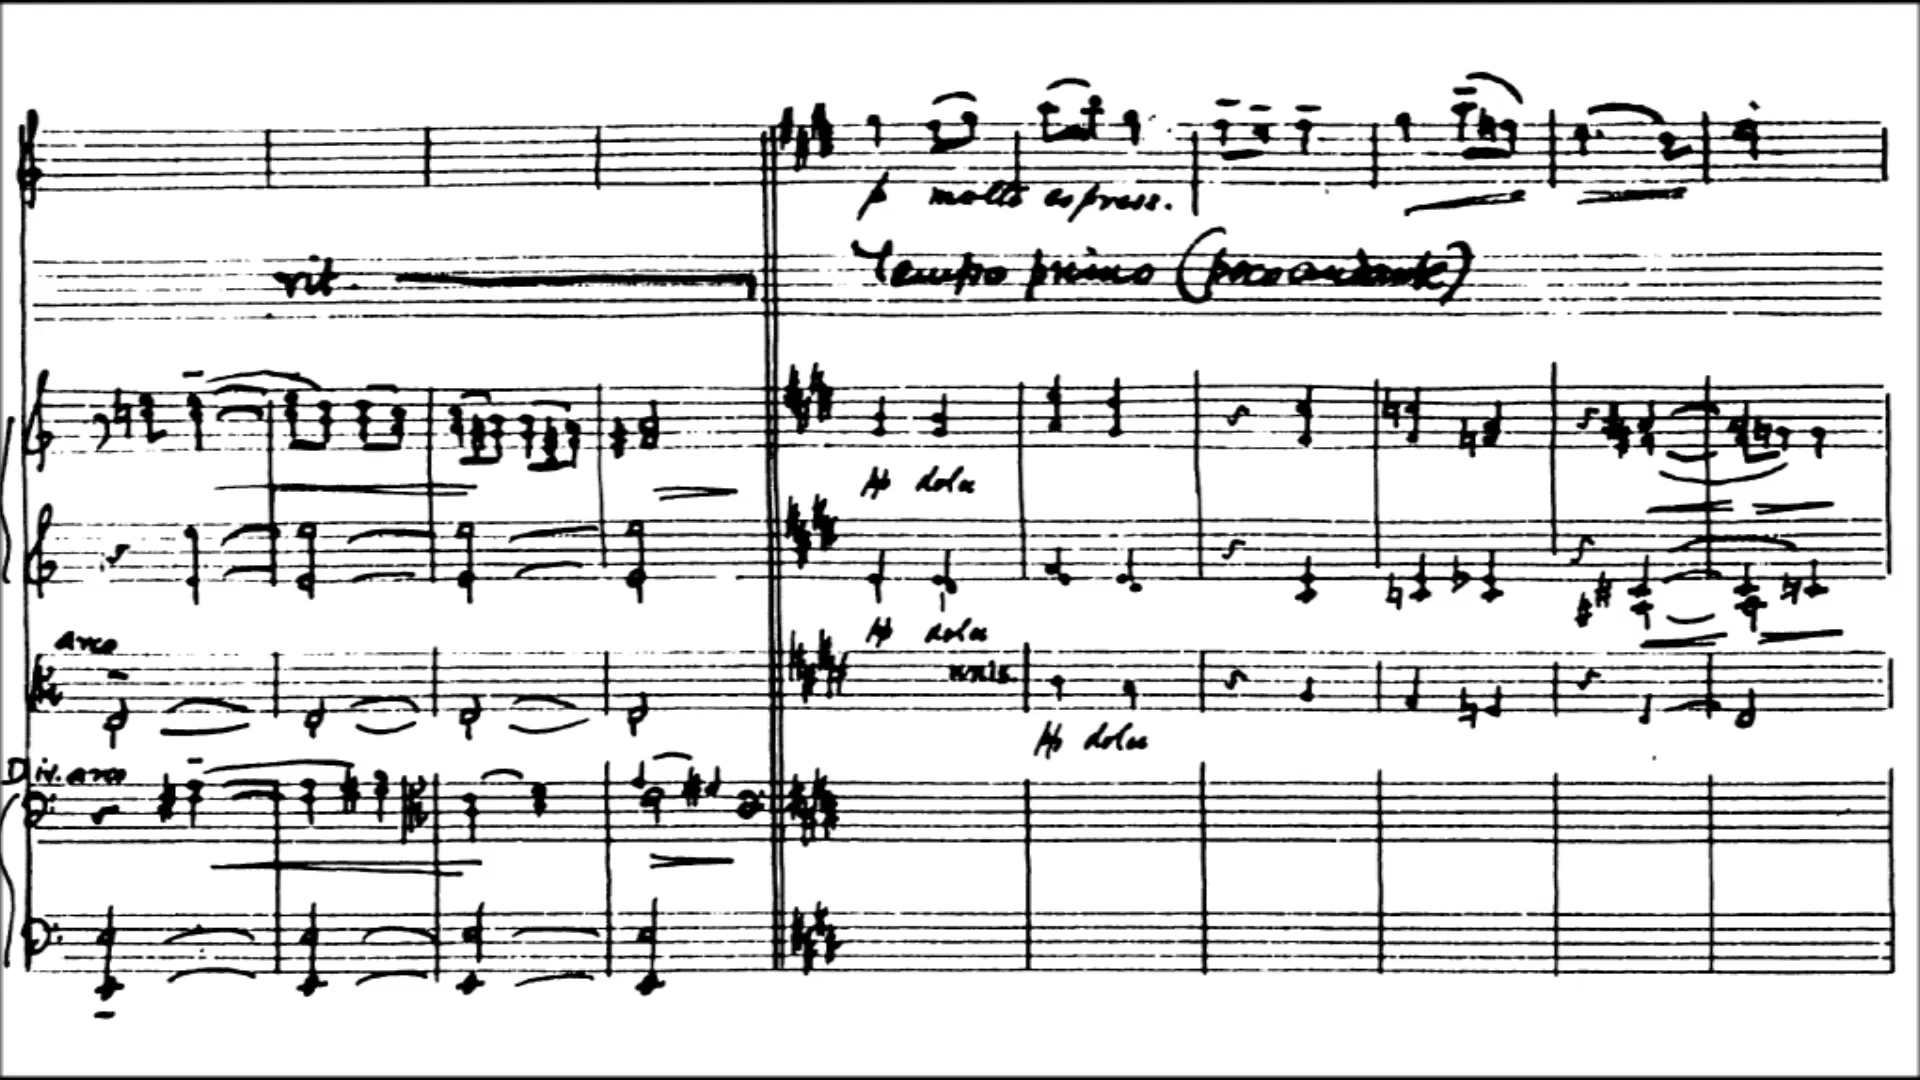 p molto espress.
rit.
Tempo primo (poco andante)
pp dolce
arco
pp dolce
unis.
pp dolce
Div. arco